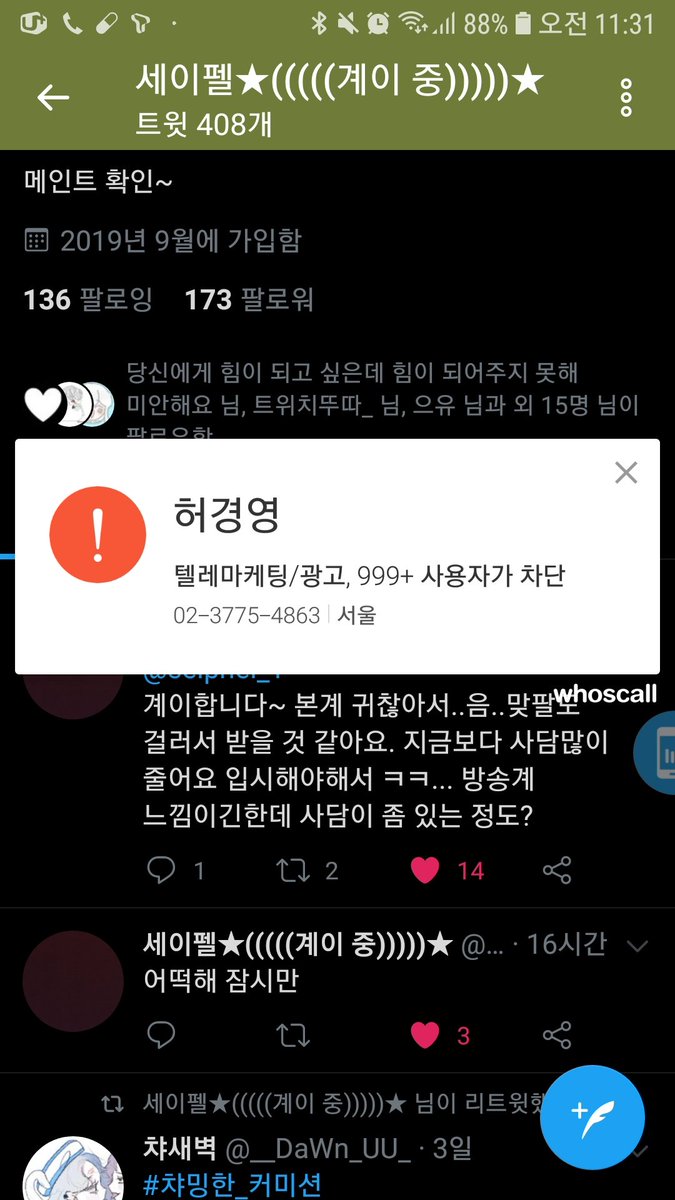 88% 오전 11:31
세이펠★(((((계이 중)))))★
트윗 408개
메인트 확인~
2019년 9월에 가입함
136 팔로잉 173 팔로워
당신에게 힘이 되고 싶은데 힘이 되어주지 못해
미안해요 님, 트위치뚜따_ 님, 으유 님과 외 15명 님이
팔로우함
허경영
텔레마케팅/광고, 999+ 사용자가 차단
02-3775-4863 서울
whoscall
계이합니다~ 본계 귀찮아서..음..맞팔도
걸러서 받을 것 같아요. 지금보다 사담많이
줄어요 입시해야해서 ㅋㅋ... 방송계
느낌이긴한데 사담이 좀 있는 정도?
1 2 14
세이펠★(((((계이 중)))))★ @... · 16시간
어떡해 잠시만
3
세이펠★(((((계이 중)))))★ 님이 리트윗했
챠새벽 @__DaWn_UU_ · 3일
#챠밍한_커미션